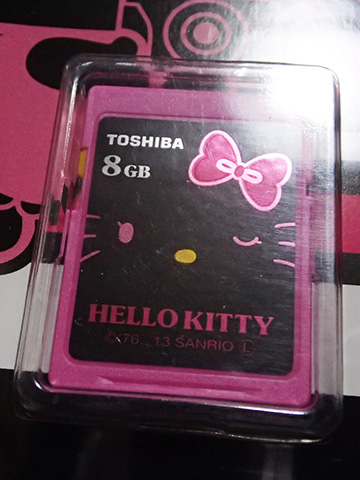 TOSHIBA
8GB
HELLO KITTY
©'76, '13 SANRIO Ⓛ